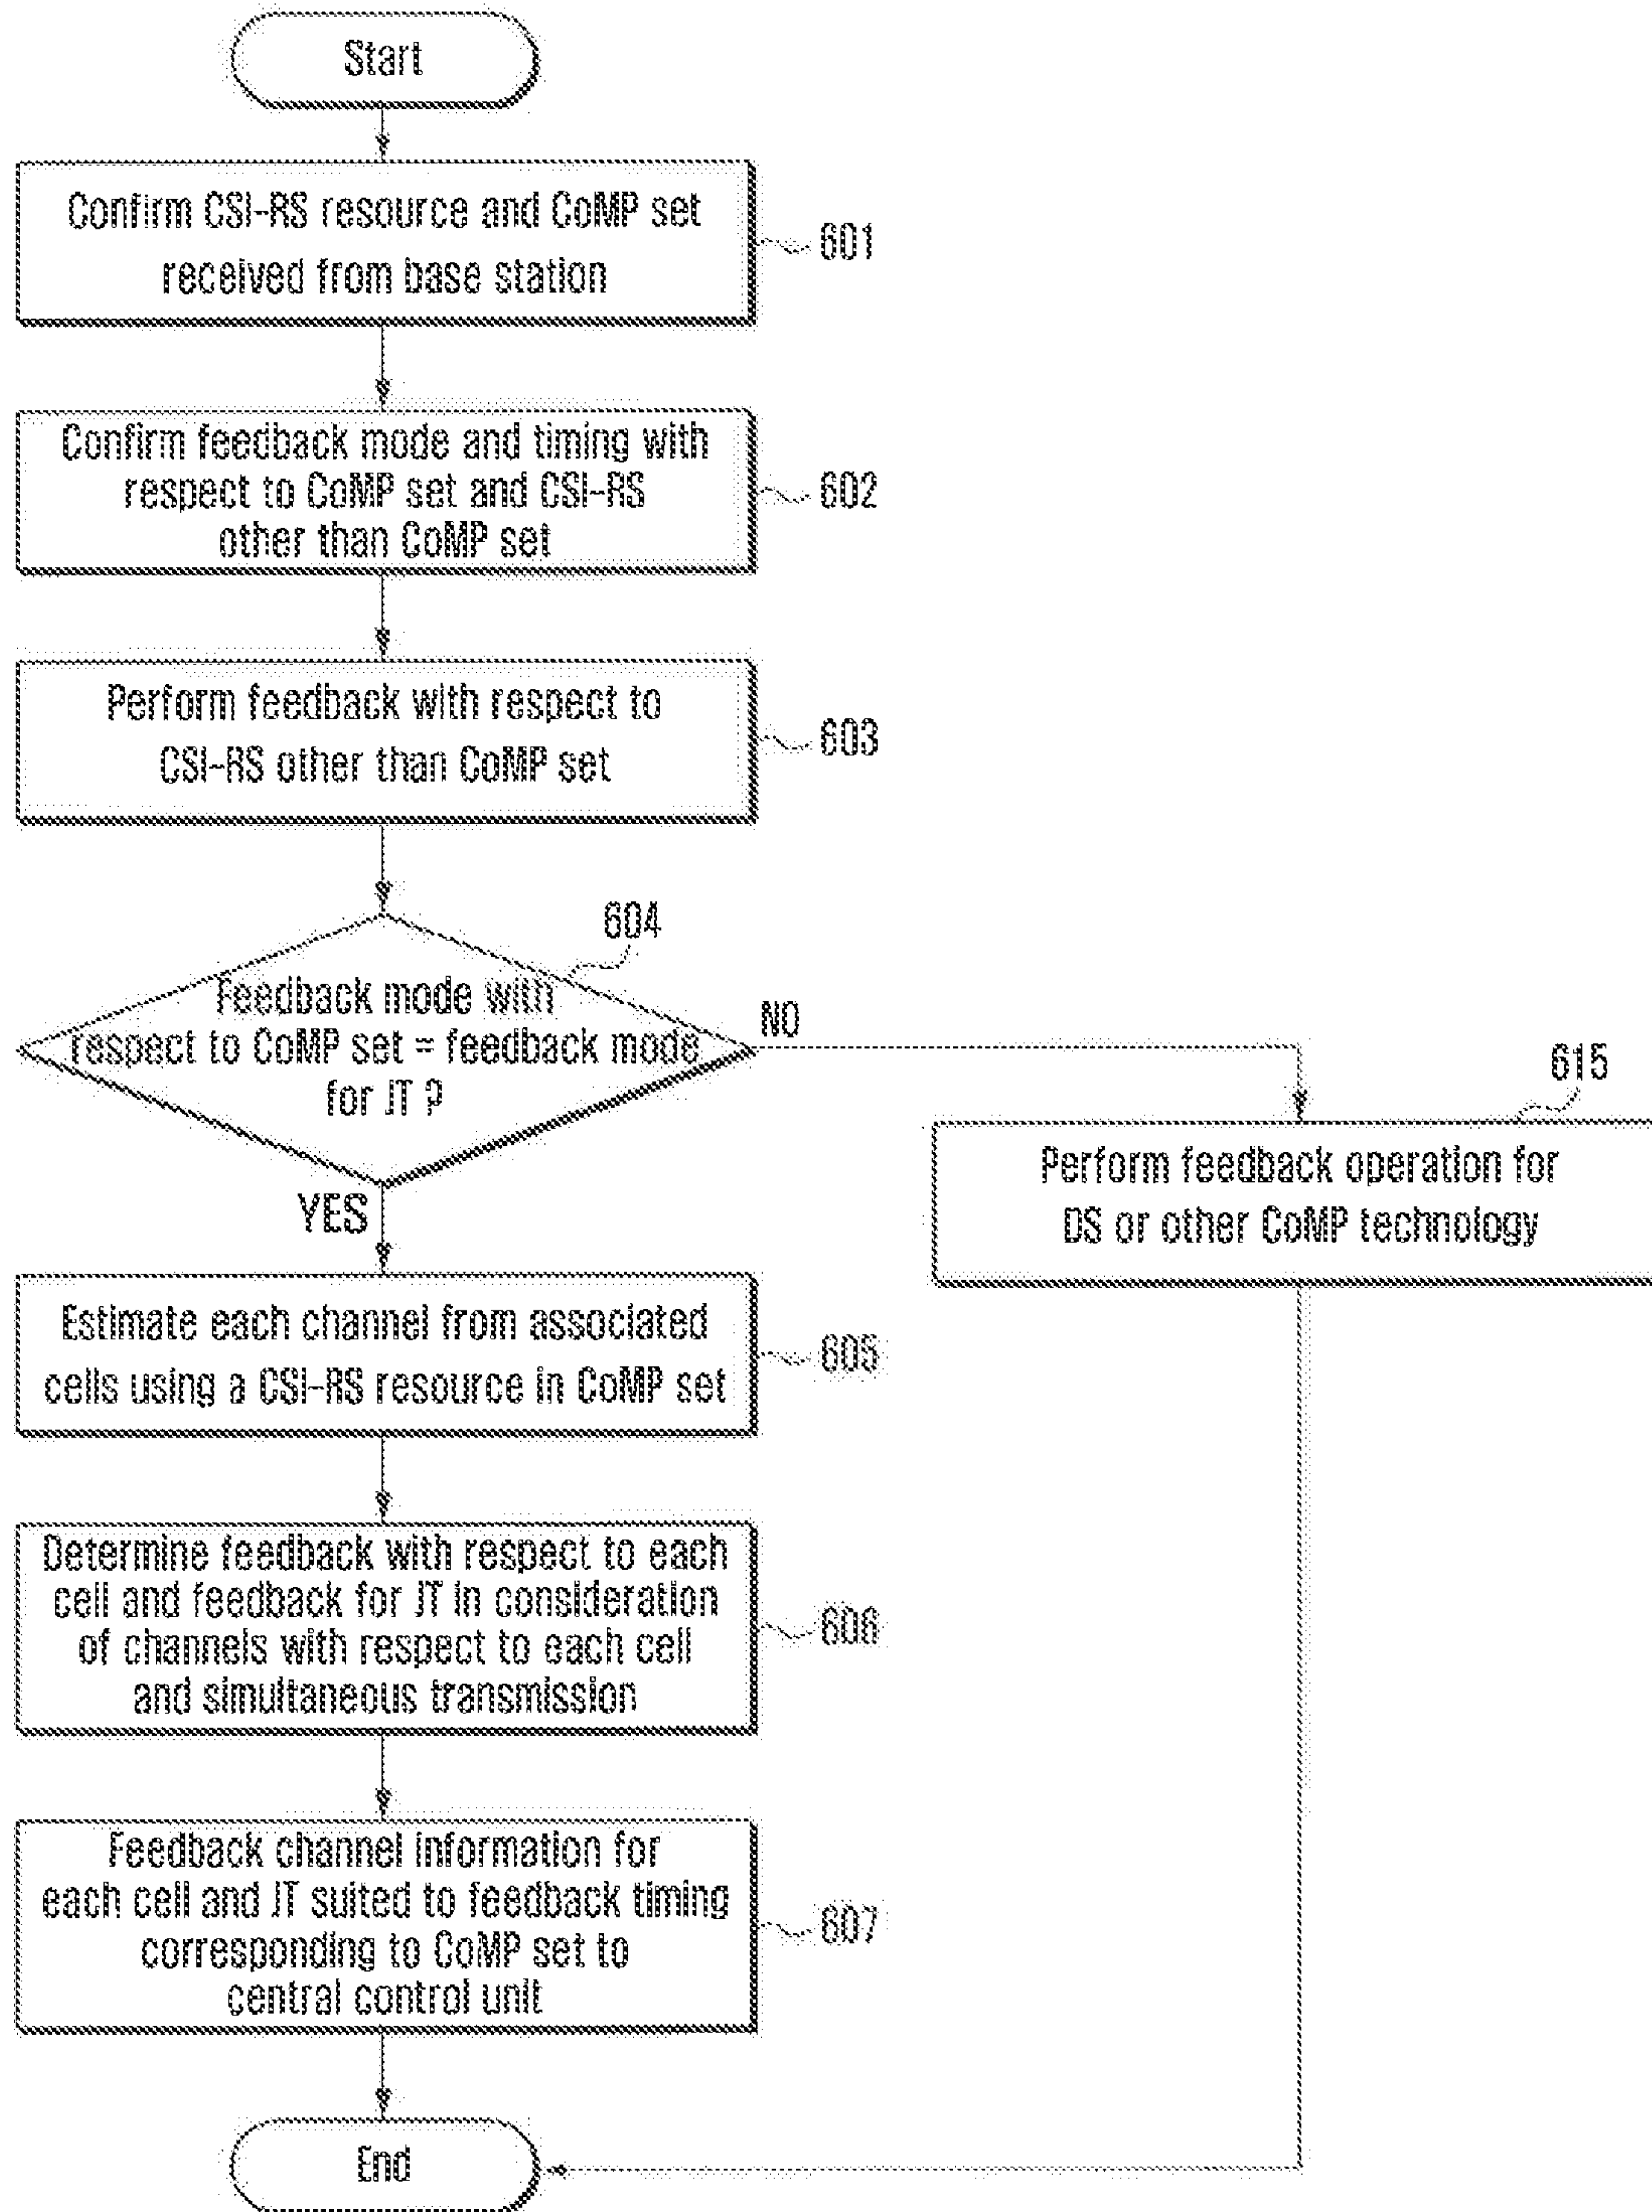 Start
Confirm CSI-RS resource and CoMP set
received from base station
601
Confirm feedback mode and timing with
respect to CoMP set and CSI-RS
other than CoMP set
602
Perform feedback with respect to
CSI-RS other than CoMP set
603
604
Feedback mode with
respect to CoMP set = feedback mode
for JT ?
NO
YES
615
Perform feedback operation for
DS or other CoMP technology
Estimate each channel from associated
cells using a CSI-RS resource in CoMP set
605
Determine feedback with respect to each
cell and feedback for JT in consideration
of channels with respect to each cell
and simultaneous transmission
606
Feedback channel information for
each cell and JT suited to feedback timing
corresponding to CoMP set to
central control unit
607
End